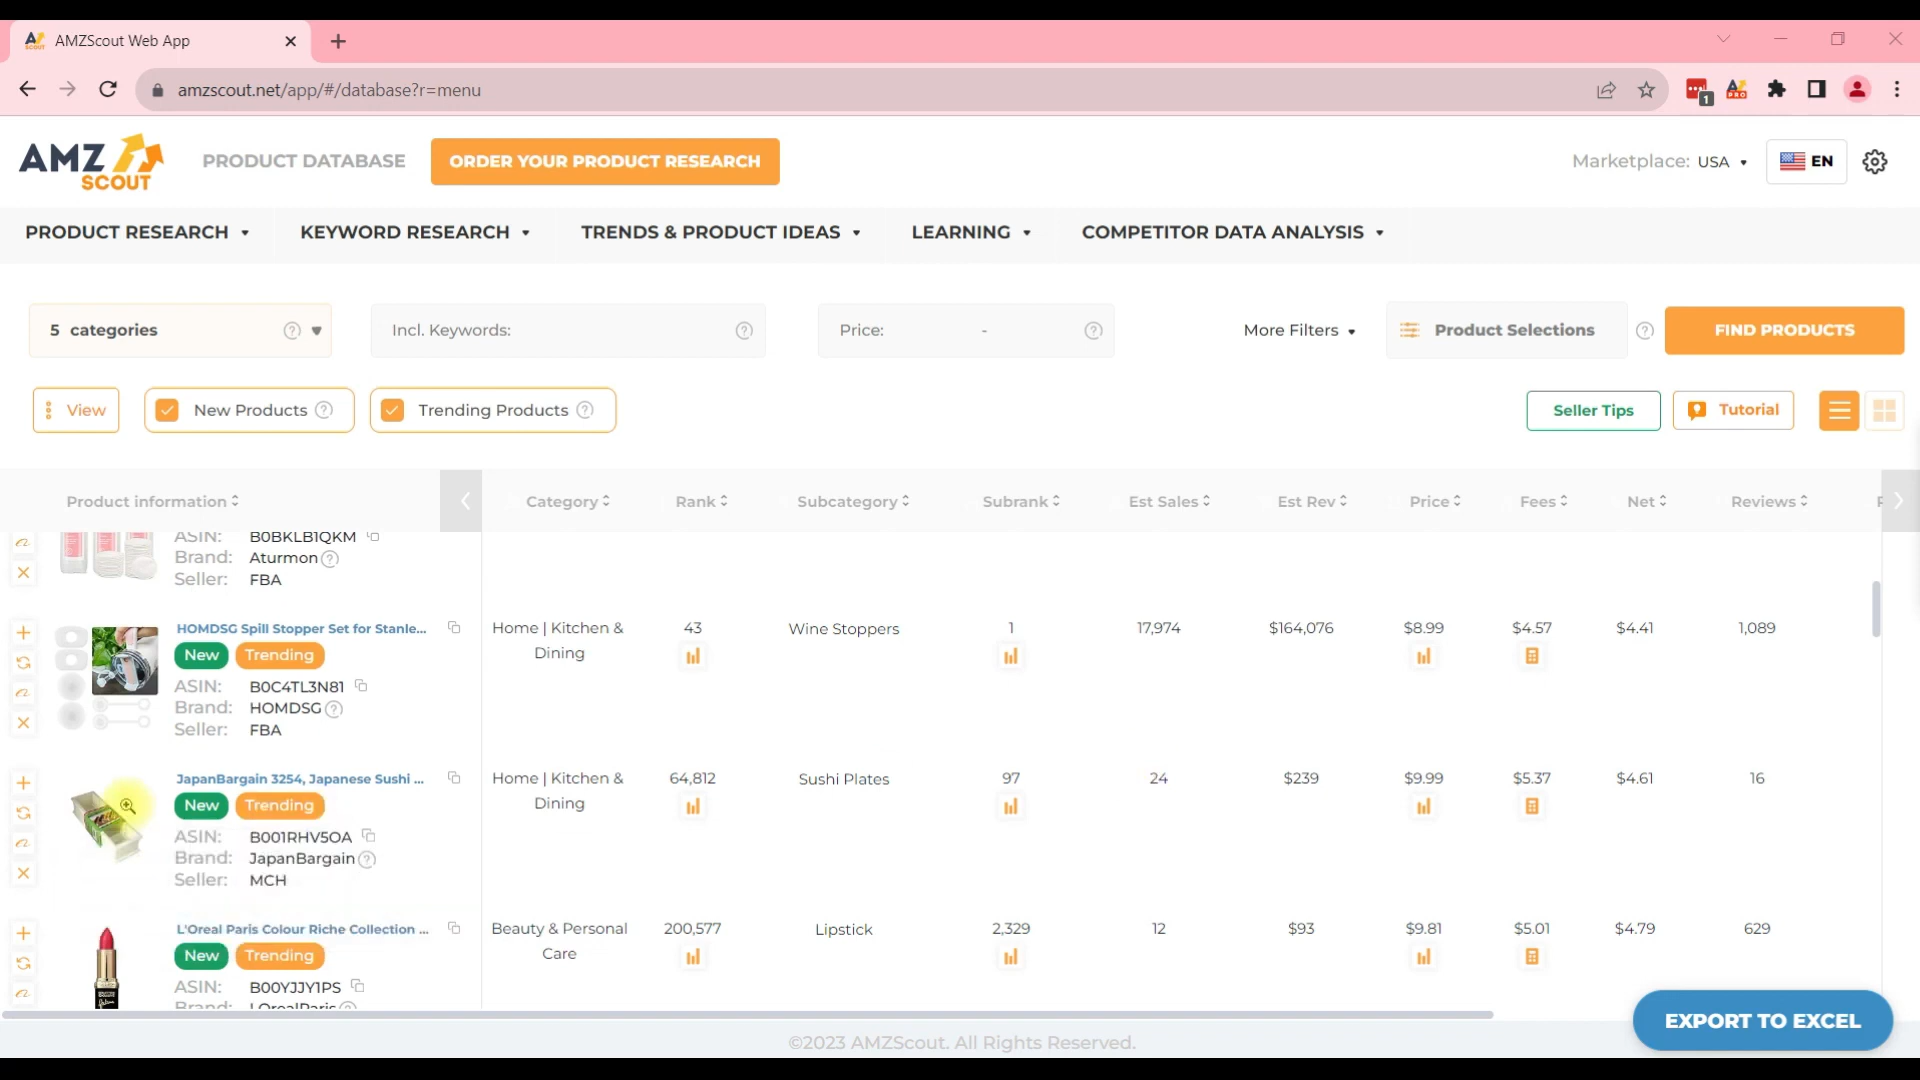 AMZScout Web App
amzscout.net/app/#/database?r=menu
1
PRO
AMZ
SCOUT
PRODUCT DATABASE
ORDER YOUR PRODUCT RESEARCH
Marketplace: USA
EN
PRODUCT RESEARCH
KEYWORD RESEARCH
TRENDS & PRODUCT IDEAS
LEARNING
COMPETITOR DATA ANALYSIS
5 categories ?
Incl. Keywords: ?
Price: - ?
More Filters
Product Selections ?
FIND PRODUCTS
View
New Products ?
Trending Products ?
Seller Tips
Tutorial
Product information Category Rank Subcategory Subrank Est Sales Est Rev Price Fees Net Reviews
ASIN: B0BKLB1QKM
Brand: Aturmon ?
Seller: FBA
HOMDSG Spill Stopper Set for Stanle... Home | Kitchen & Dining 43 Wine Stoppers 1 17,974 $164,076 $8.99 $4.57 $4.41 1,089
New Trending
ASIN: B0C4TL3N81
Brand: HOMDSG ?
Seller: FBA
JapanBargain 3254, Japanese Sushi ... Home | Kitchen & Dining 64,812 Sushi Plates 97 24 $239 $9.99 $5.37 $4.61 16
New Trending
ASIN: B001RHV5OA
Brand: JapanBargain ?
Seller: MCH
L'Oreal Paris Colour Riche Collection ... Beauty & Personal Care 200,577 Lipstick 2,329 12 $93 $9.81 $5.01 $4.79 629
New Trending
ASIN: B00YJJY1PS
Brand: LOrealParis ?
EXPORT TO EXCEL
©2023 AMZScout. All Rights Reserved.